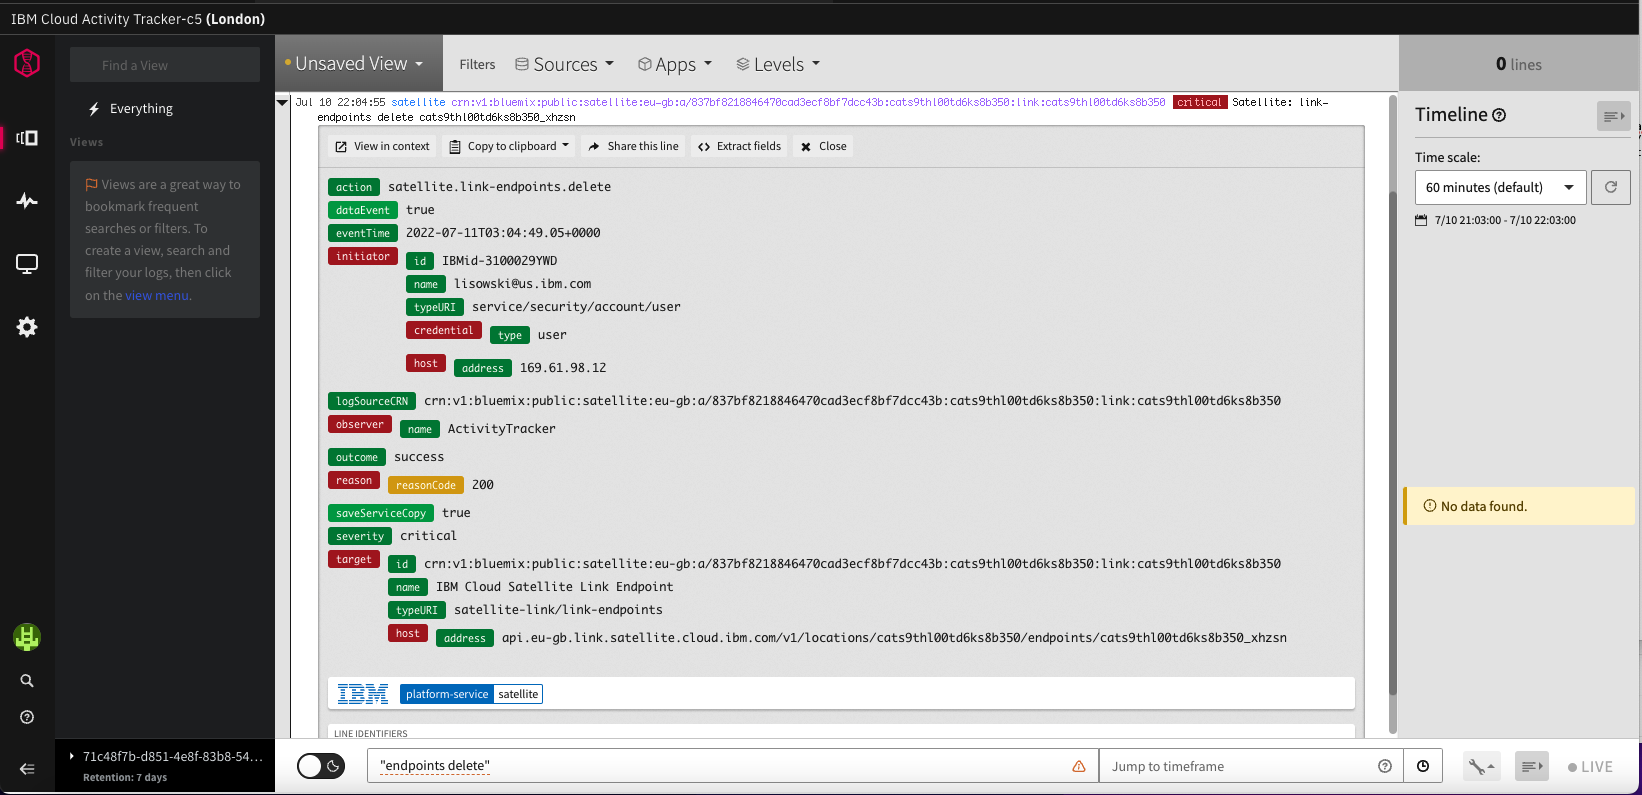 IBM Cloud Activity Tracker-c5 (London)
Find a View
Everything
Views
Views are a great way to
bookmark frequent
searches or filters. To
create a view, search and
filter your logs, then click
on the view menu.
71c48f7b-d851-4e8f-83b8-54...
Retention: 7 days
Unsaved View
Filters
Sources
Apps
Levels
Jul 10 22:04:55 satellite crn:v1:bluemix:public:satellite:eu-gb:a/837bf8218846470cad3ecf8bf7dcc43b:cats9thl00td6ks8b350:link:cats9thl00td6ks8b350 critical Satellite: link-
endpoints delete cats9thl00td6ks8b350_xhzsn
View in context Copy to clipboard Share this line Extract fields Close
action satellite.link-endpoints.delete
dataEvent true
eventTime 2022-07-11T03:04:49.05+0000
initiator
id IBMid-3100029YWD
name lisowski@us.ibm.com
typeURI service/security/account/user
credential type user
host address 169.61.98.12
logSourceCRN crn:v1:bluemix:public:satellite:eu-gb:a/837bf8218846470cad3ecf8bf7dcc43b:cats9thl00td6ks8b350:link:cats9thl00td6ks8b350
observer name ActivityTracker
outcome success
reason reasonCode 200
saveServiceCopy true
severity critical
target id crn:v1:bluemix:public:satellite:eu-gb:a/837bf8218846470cad3ecf8bf7dcc43b:cats9thl00td6ks8b350:link:cats9thl00td6ks8b350
name IBM Cloud Satellite Link Endpoint
typeURI satellite-link/link-endpoints
host address api.eu-gb.link.satellite.cloud.ibm.com/v1/locations/cats9thl00td6ks8b350/endpoints/cats9thl00td6ks8b350_xhzsn
IBM platform-service satellite
LINE IDENTIFIERS
"endpoints delete"
Jump to timeframe
LIVE
0 lines
Timeline
Time scale:
60 minutes (default)
7/10 21:03:00 - 7/10 22:03:00
No data found.